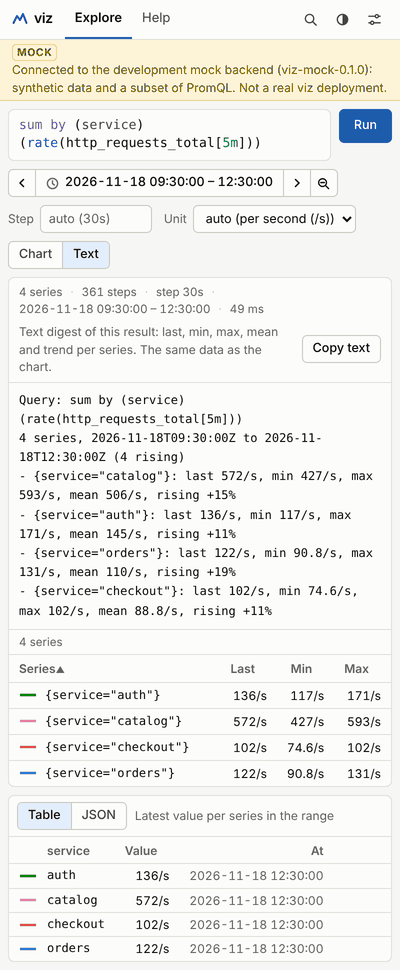 viz Explore Help
MOCK
Connected to the development mock backend (viz-mock-0.1.0):
synthetic data and a subset of PromQL. Not a real viz deployment.
sum by (service)
(rate(http_requests_total[5m]))
Run
2026-11-18 09:30:00 – 12:30:00
Step auto (30s) Unit auto (per second (/s))
Chart Text
4 series · 361 steps · step 30s ·
2026-11-18 09:30:00 – 12:30:00 · 49 ms
Text digest of this result: last, min, max, mean
and trend per series. The same data as the
chart.
Copy text
Query: sum by (service)
(rate(http_requests_total[5m]))
4 series, 2026-11-18T09:30:00Z to 2026-11-
18T12:30:00Z (4 rising)
- {service="catalog"}: last 572/s, min 427/s, max
593/s, mean 506/s, rising +15%
- {service="auth"}: last 136/s, min 117/s, max
171/s, mean 145/s, rising +11%
- {service="orders"}: last 122/s, min 90.8/s, max
131/s, mean 110/s, rising +19%
- {service="checkout"}: last 102/s, min 74.6/s,
max 102/s, mean 88.8/s, rising +11%
4 series
Series▲ Last Min Max
{service="auth"} 136/s 117/s 171/s
{service="catalog"} 572/s 427/s 593/s
{service="checkout"} 102/s 74.6/s 102/s
{service="orders"} 122/s 90.8/s 131/s
Table JSON Latest value per series in the range
service Value At
auth 136/s 2026-11-18 12:30:00
catalog 572/s 2026-11-18 12:30:00
checkout 102/s 2026-11-18 12:30:00
orders 122/s 2026-11-18 12:30:00